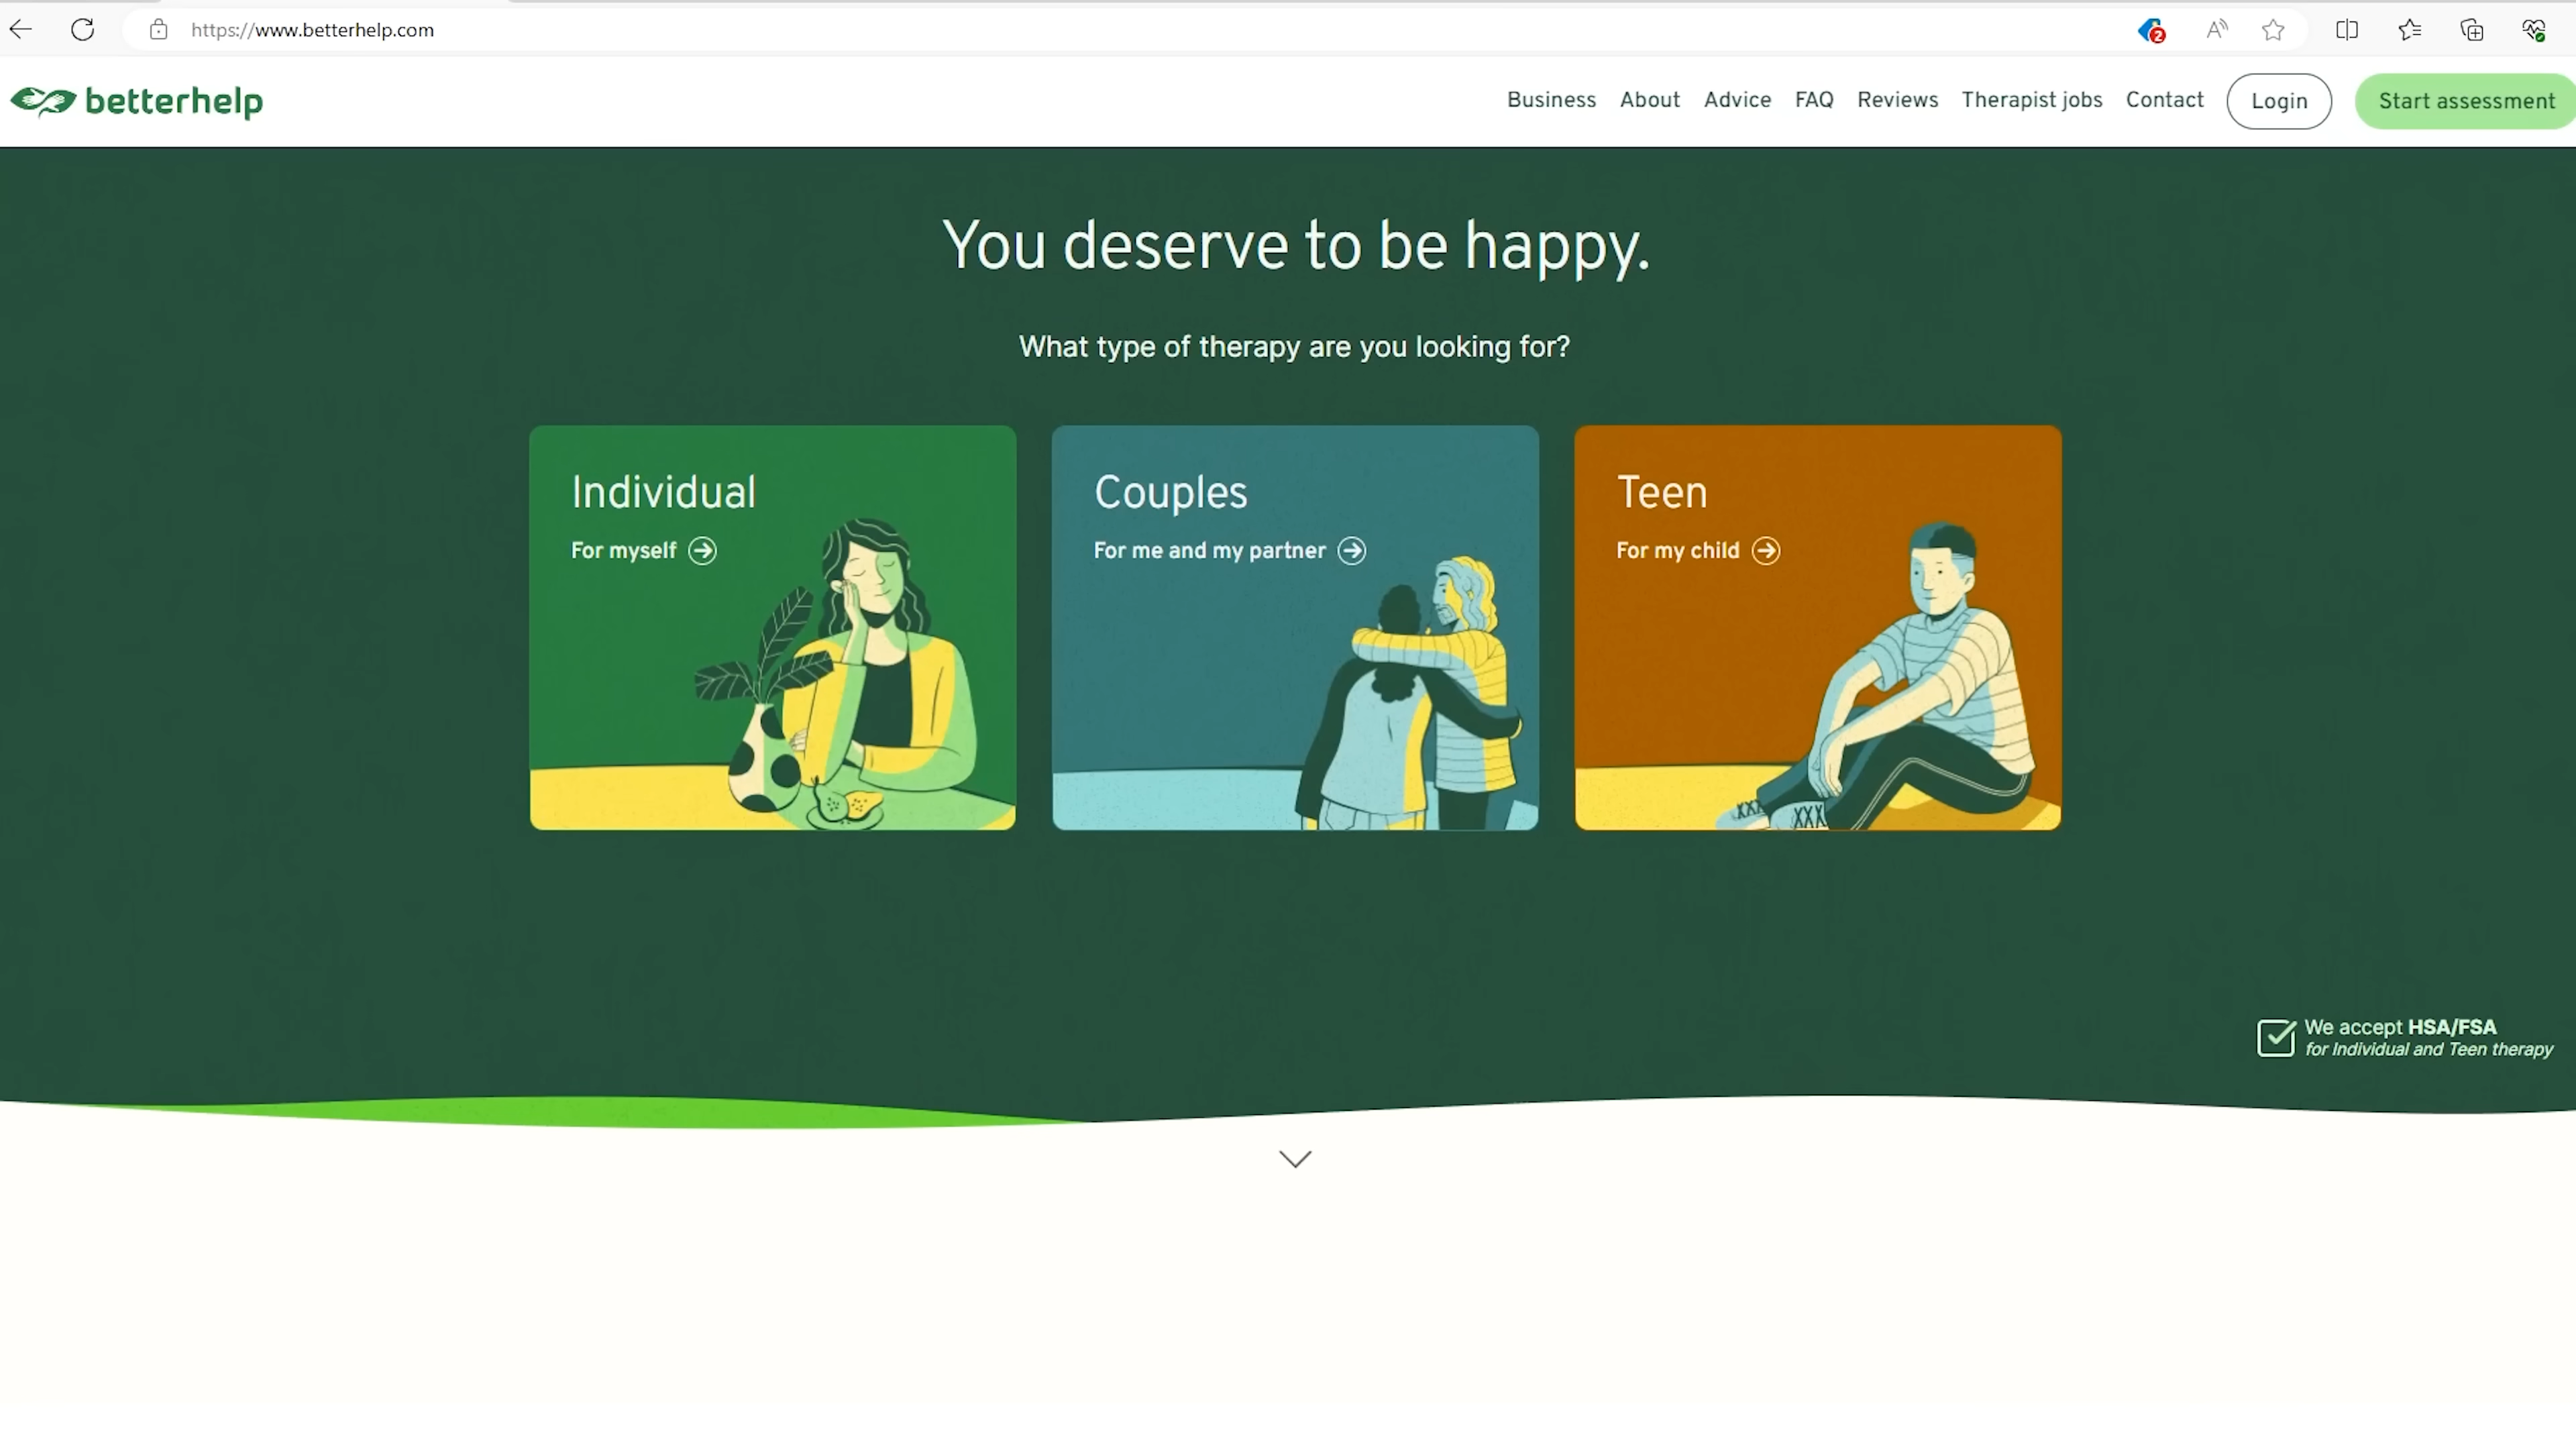 https://www.betterhelp.com
2
betterhelp
Business About Advice FAQ Reviews Therapist jobs Contact Login Start assessment
You deserve to be happy.
What type of therapy are you looking for?
Individual
For myself
Couples
For me and my partner
Teen
For my child
We accept HSA/FSA
for Individual and Teen therapy